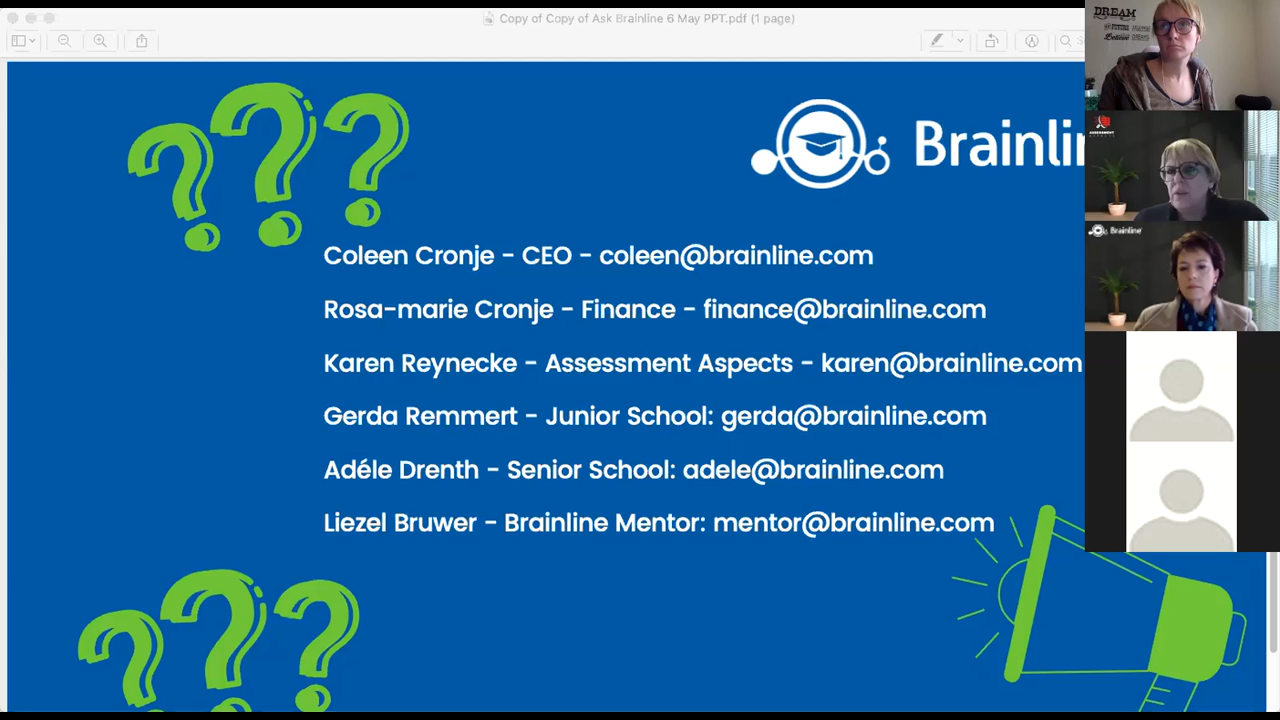 Copy of Copy of Ask Brainline 6 May PPT.pdf (1 page)
DREAM
Believe
ASSESSMENT
Brainline
Coleen Cronje – CEO – coleen@brainline.com
Rosa-marie Cronje – Finance – finance@brainline.com
Karen Reynecke – Assessment Aspects – karen@brainline.com
Gerda Remmert - Junior School: gerda@brainline.com
Adéle Drenth - Senior School: adele@brainline.com
Liezel Bruwer - Brainline Mentor: mentor@brainline.com